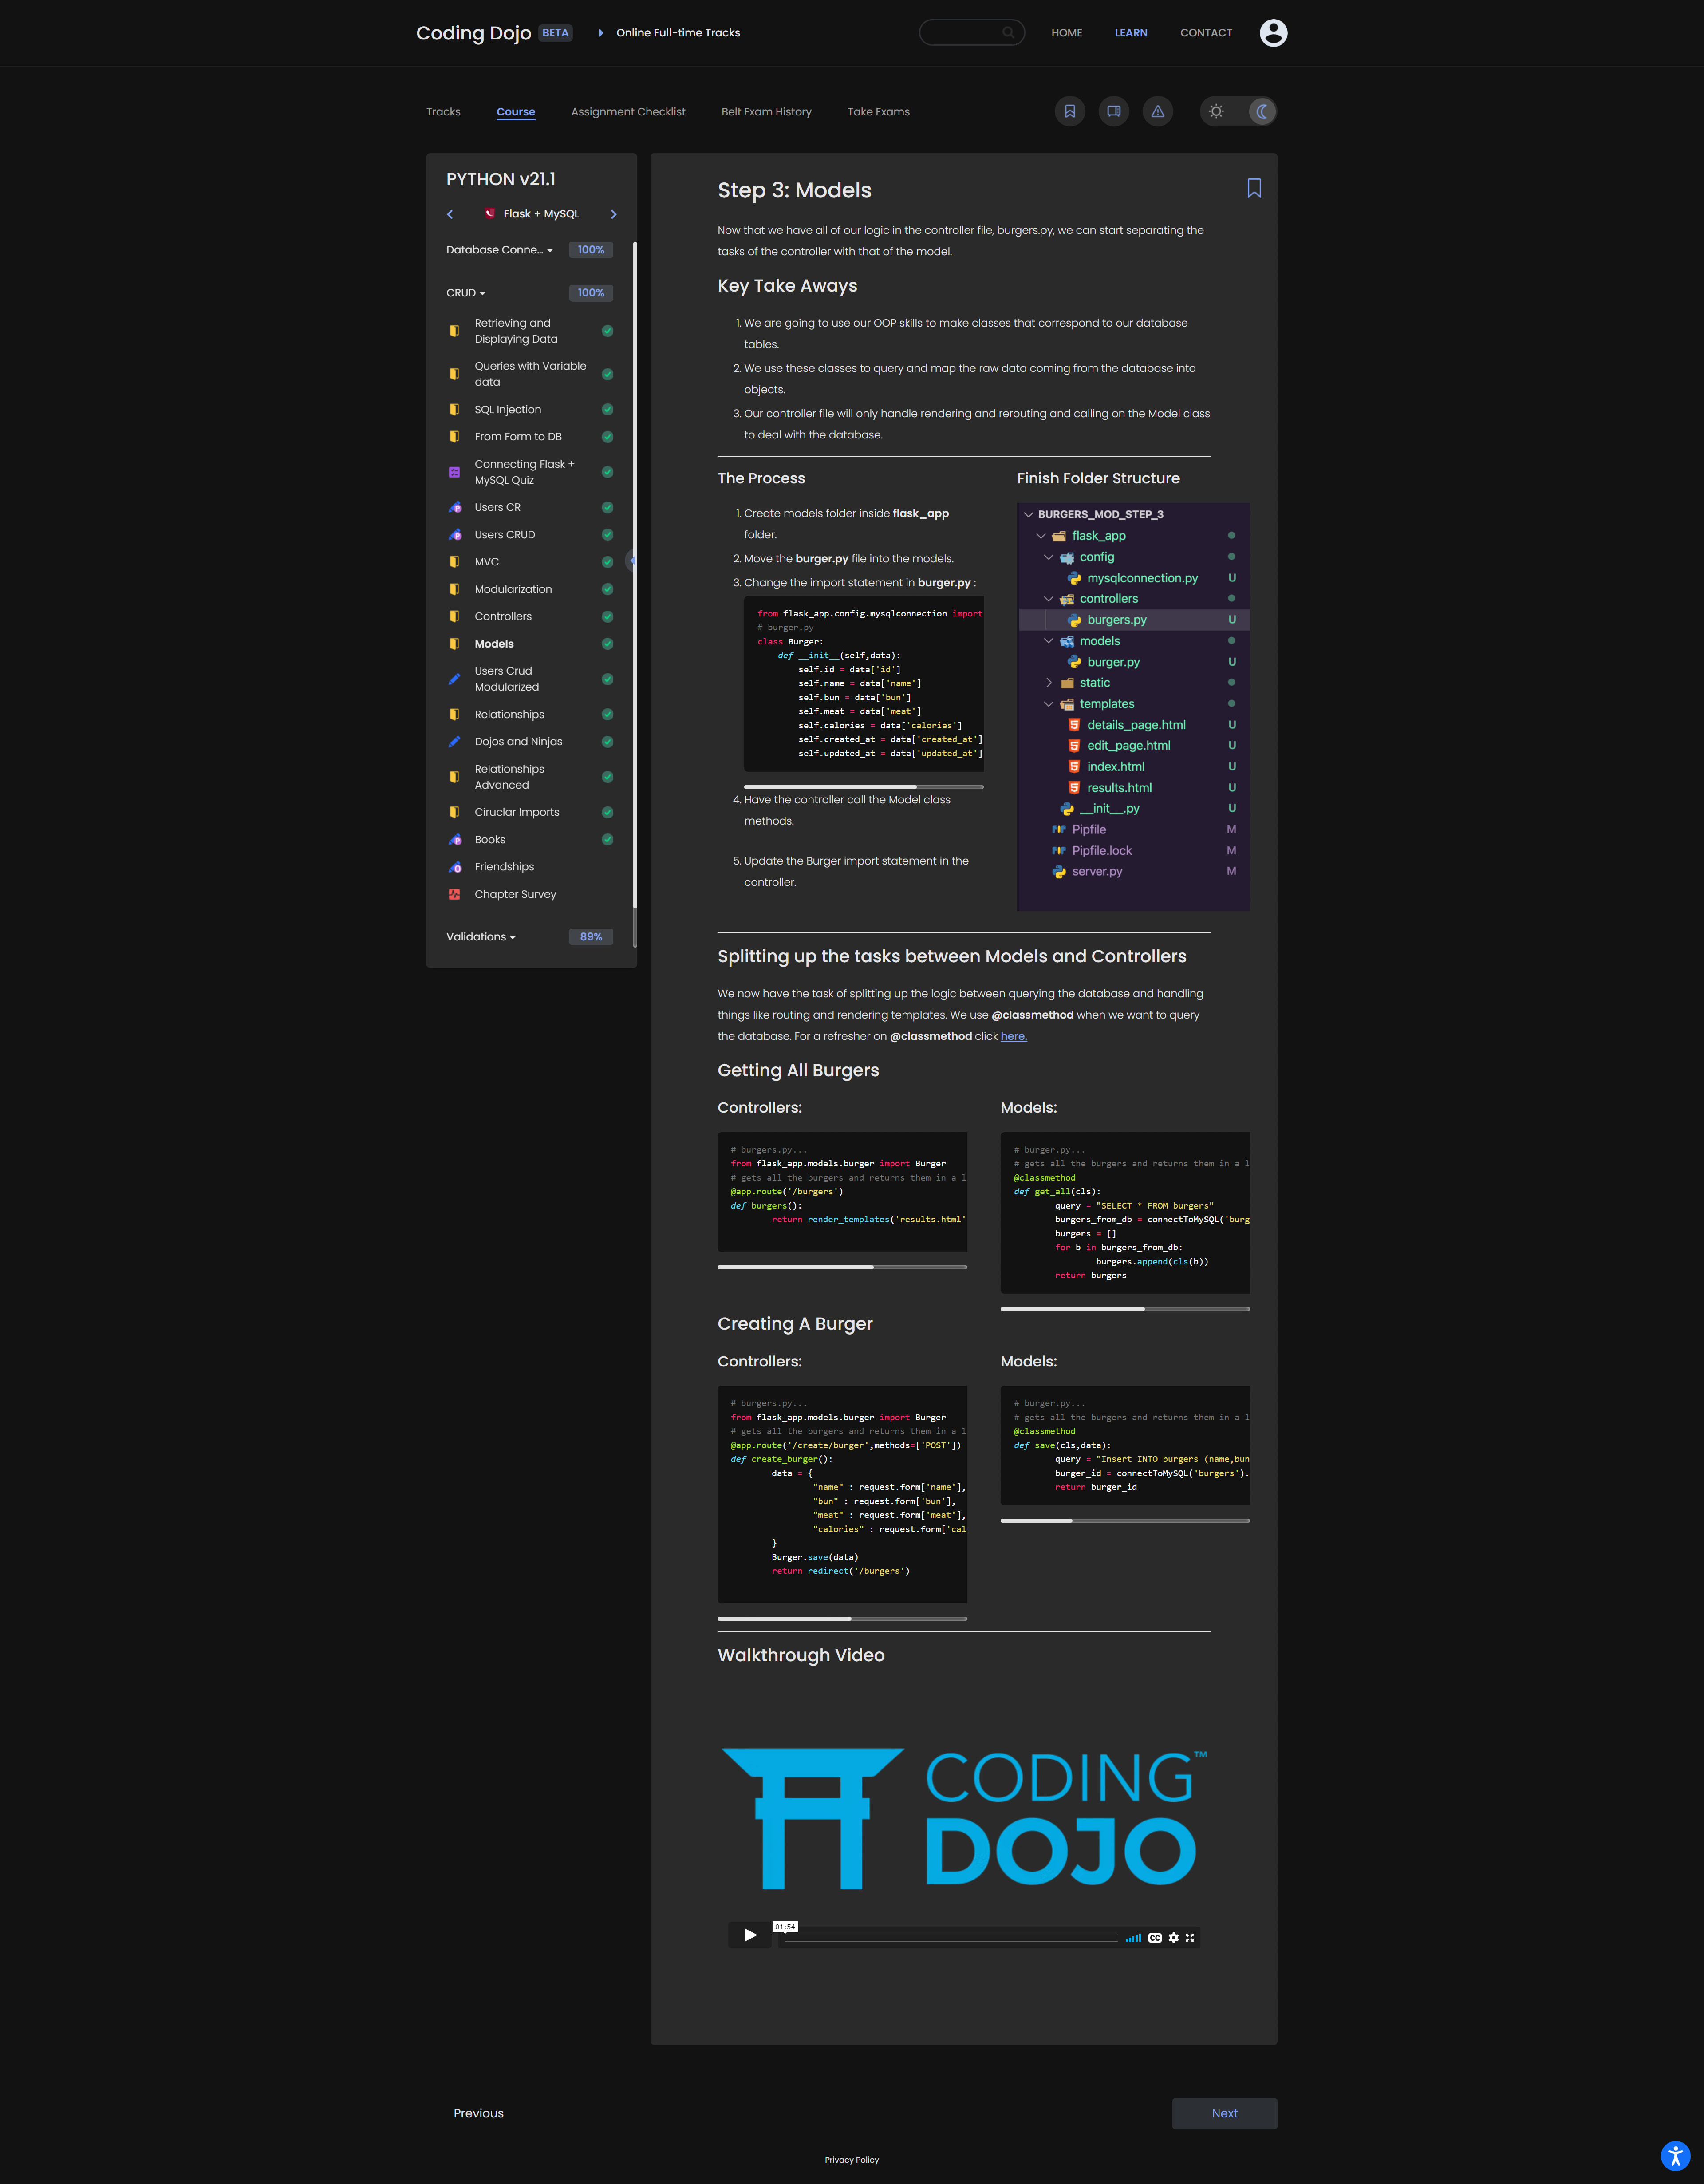 Coding Dojo BETA Online Full-time Tracks HOME LEARN CONTACT
Tracks Course Assignment Checklist Belt Exam History Take Exams
PYTHON v21.1
Flask + MySQL
Database Conne... 100%
CRUD 100%
Retrieving and
Displaying Data
Queries with Variable
data
SQL Injection
From Form to DB
Connecting Flask +
MySQL Quiz
Users CR
Users CRUD
MVC
Modularization
Controllers
Models
Users Crud
Modularized
Relationships
Dojos and Ninjas
Relationships
Advanced
Ciruclar Imports
Books
Friendships
Chapter Survey
Validations 89%
Step 3: Models
Now that we have all of our logic in the controller file, burgers.py, we can start separating the
tasks of the controller with that of the model.
Key Take Aways
1. We are going to use our OOP skills to make classes that correspond to our database
tables.
2. We use these classes to query and map the raw data coming from the database into
objects.
3. Our controller file will only handle rendering and rerouting and calling on the Model class
to deal with the database.
The Process
1. Create models folder inside flask_app
folder.
2. Move the burger.py file into the models.
3. Change the import statement in burger.py :
from flask_app.config.mysqlconnection import
# burger.py
class Burger:
def __init__(self,data):
self.id = data['id']
self.name = data['name']
self.bun = data['bun']
self.meat = data['meat']
self.calories = data['calories']
self.created_at = data['created_at']
self.updated_at = data['updated_at']
4. Have the controller call the Model class
methods.
5. Update the Burger import statement in the
controller.
Finish Folder Structure
BURGERS_MOD_STEP_3
flask_app
config
mysqlconnection.py U
controllers
burgers.py U
models
burger.py U
static
templates
details_page.html U
edit_page.html U
index.html U
results.html U
__init__.py U
Pipfile M
Pipfile.lock M
server.py M
Splitting up the tasks between Models and Controllers
We now have the task of splitting up the logic between querying the database and handling
things like routing and rendering templates. We use @classmethod when we want to query
the database. For a refresher on @classmethod click here.
Getting All Burgers
Controllers:
# burgers.py...
from flask_app.models.burger import Burger
# gets all the burgers and returns them in a l
@app.route('/burgers')
def burgers():
return render_templates('results.html'
Models:
# burger.py...
# gets all the burgers and returns them in a l
@classmethod
def get_all(cls):
query = "SELECT * FROM burgers"
burgers_from_db = connectToMySQL('burg
burgers = []
for b in burgers_from_db:
burgers.append(cls(b))
return burgers
Creating A Burger
Controllers:
# burgers.py...
from flask_app.models.burger import Burger
# gets all the burgers and returns them in a l
@app.route('/create/burger',methods=['POST'])
def create_burger():
data = {
"name" : request.form['name'],
"bun" : request.form['bun'],
"meat" : request.form['meat'],
"calories" : request.form['cal
}
Burger.save(data)
return redirect('/burgers')
Models:
# burger.py...
# gets all the burgers and returns them in a l
@classmethod
def save(cls,data):
query = "Insert INTO burgers (name,bun
burger_id = connectToMySQL('burgers').
return burger_id
Walkthrough Video
CODING™
DOJO
01:54
CC
Previous Next
Privacy Policy